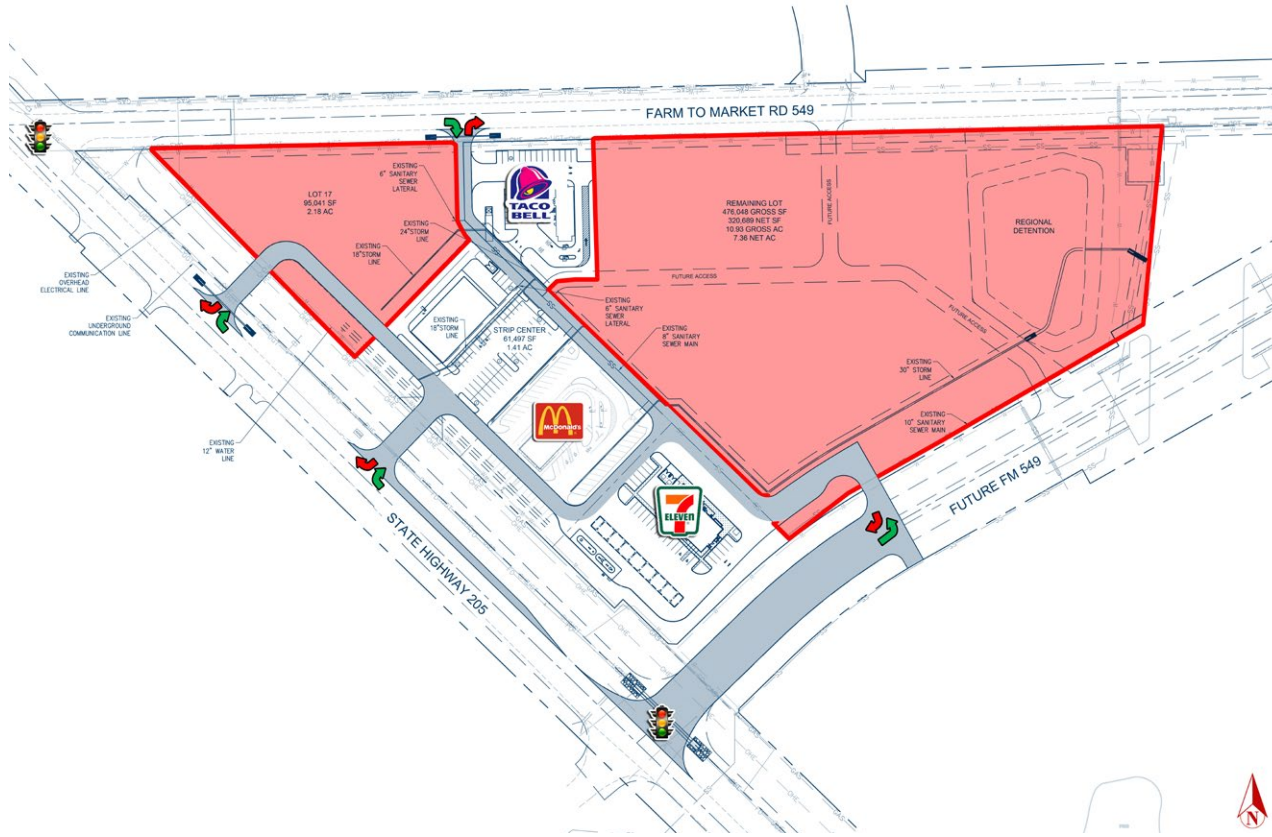 FARM TO MARKET RD 549
EXISTING
6" SANITARY
SEWER
LATERAL
TACO
BELL
LOT 17
95,041 SF
2.18 AC
EXISTING
24"STORM
LINE
EXISTING
18"STORM
LINE
REMAINING LOT
476,048 GROSS SF
320,689 NET SF
10.93 GROSS AC
7.36 NET AC
FUTURE ACCESS
REGIONAL
DETENTION
FUTURE ACCESS
EXISTING
OVERHEAD
ELECTRICAL LINE
EXISTING
UNDERGROUND
COMMUNICATION LINE
EXISTING
18"STORM
LINE
STRIP CENTER
61,497 SF
1.41 AC
EXISTING
6" SANITARY
SEWER
LATERAL
EXISTING
8" SANITARY
SEWER MAIN
FUTURE ACCESS
EXISTING
30" STORM
LINE
EXISTING
10" SANITARY
SEWER MAIN
McDonald's
EXISTING
12" WATER
LINE
7
ELEVEN
FUTURE FM 549
STATE HIGHWAY 205
N